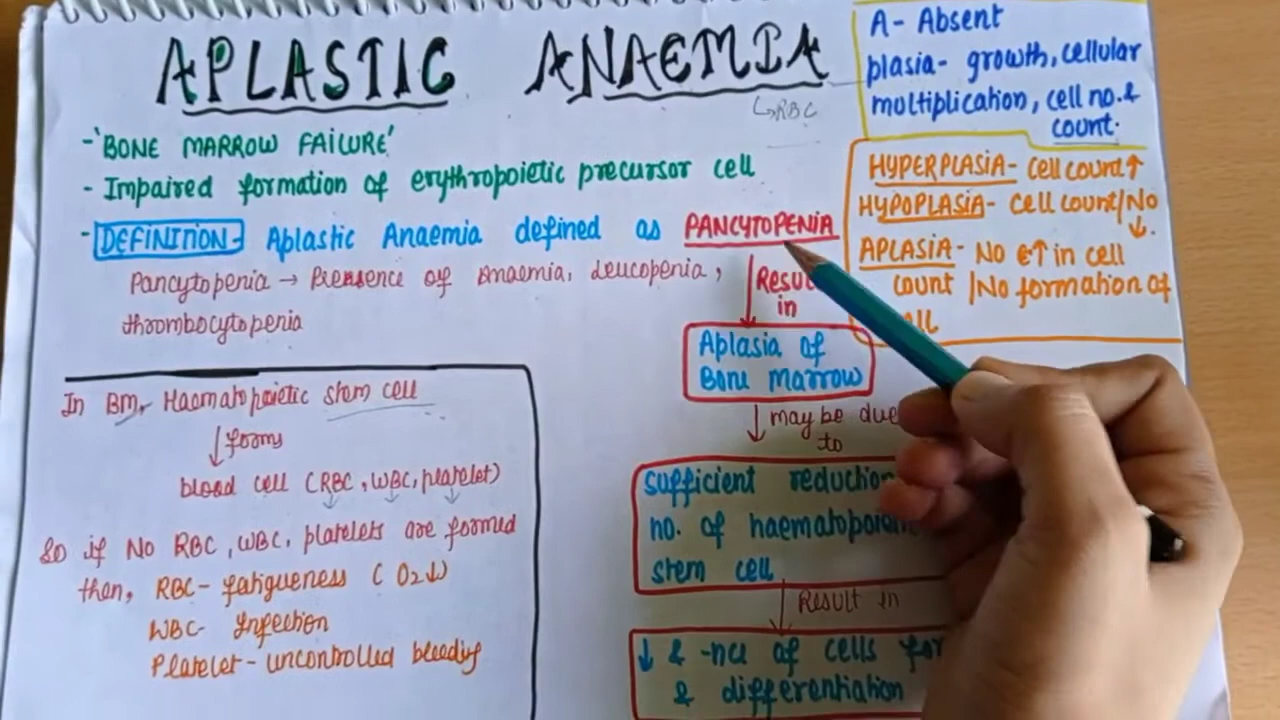 APLASTIC ANAEMIA
↳RBC
- 'BONE MARROW FAILURE'
- Impaired formation of erythropoietic precursor cell
- DEFINITION- Aplastic Anaemia defined as PANCYTOPENIA
Pancytopenia → Presence of Anaemia, leucopenia,
thrombocytopenia
A- Absent
plasia- growth, cellular
multiplication, cell no. &
count.
HYPERPLASIA- Cell count↑
HYPOPLASIA- Cell count/No
↓.
APLASIA- No ↑ in cell
count /No formation of
in
Aplasia of
Bone Marrow
↓ may be due
to
sufficient reduction
no. of
stem cell
Result in
↓ & -nce of cells
& differentiation
In BM, Haematopoietic stem cell
↓forms
blood cell (RBC, WBC, platelet)
So if No RBC, WBC, platelets are formed
then, RBC- fatigueness ( O2↓)
WBC- Infection
Platelet- uncontrolled bleeding